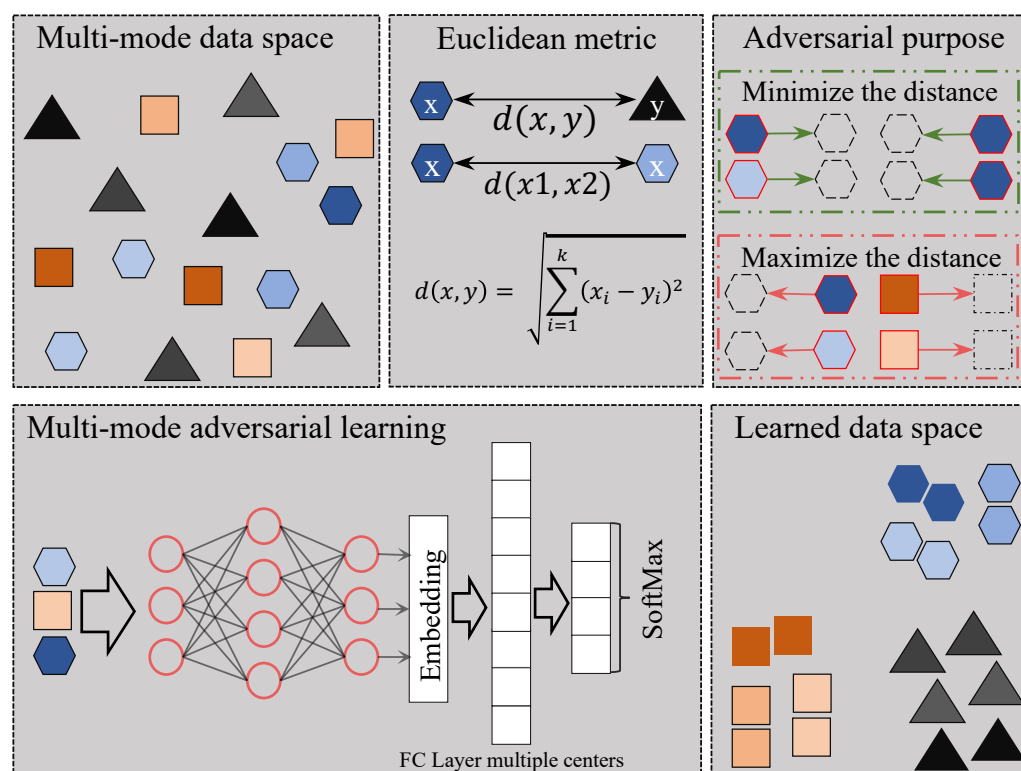 Multi-mode data space
Euclidean metric
x
y
d(x, y)
x
x
d(x1, x2)
d(x, y) = √∑_{i=1}^{k}(x_i − y_i)^2
Adversarial purpose
Minimize the distance
Maximize the distance
Multi-mode adversarial learning
Embedding
SoftMax
FC Layer multiple centers
Learned data space